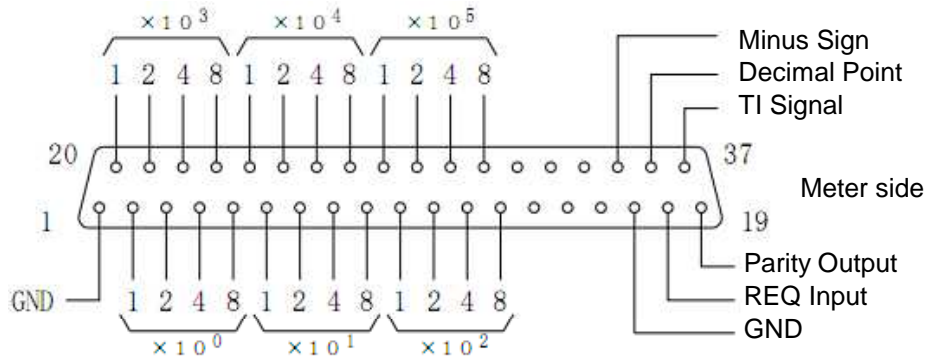 ×10³ ×10⁴ ×10⁵
Minus Sign
1 2 4 8 1 2 4 8 1 2 4 8
Decimal Point
TI Signal
20 37
Meter side
1 19
Parity Output
GND 1 2 4 8 1 2 4 8 1 2 4 8
REQ Input
GND
×10⁰ ×10¹ ×10²